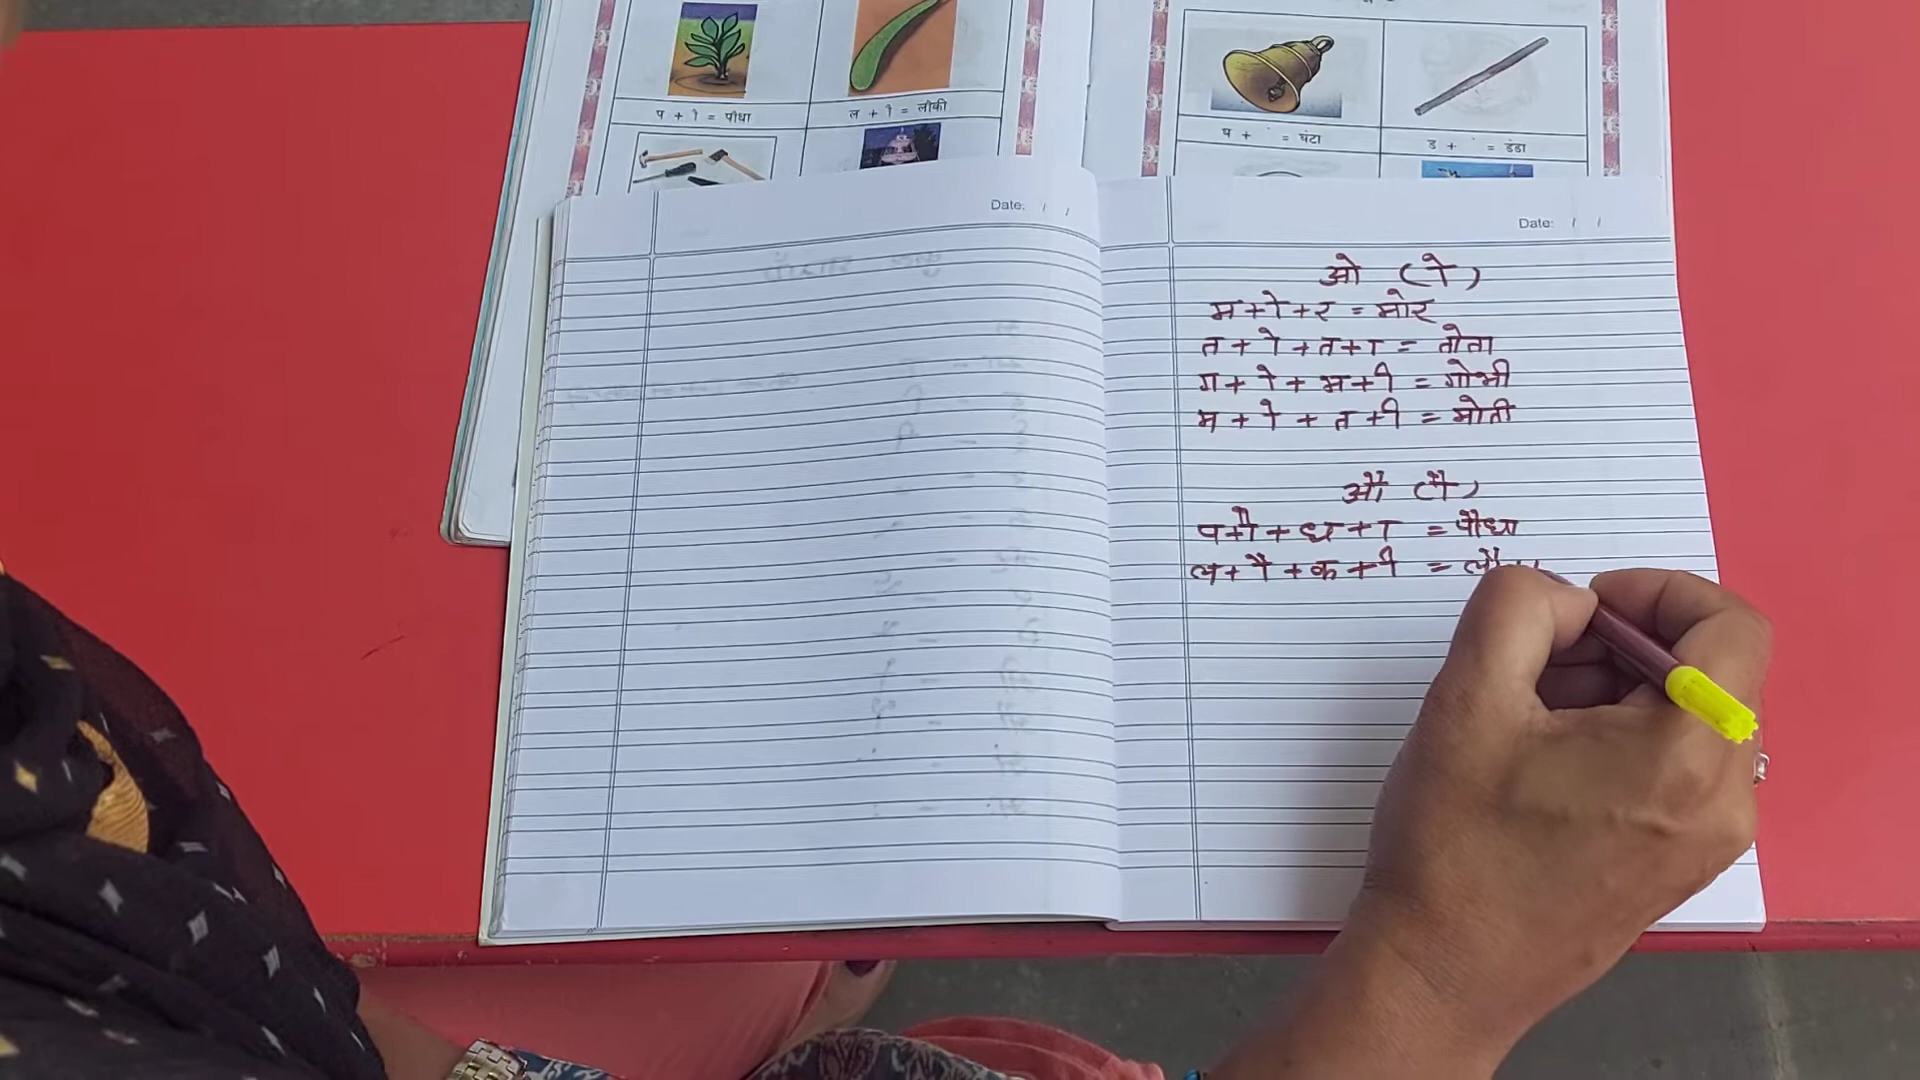 प + ौ = पौधा
ल + ौ = लौकी
घ + ं = घंटा
ड + ं = डंडा
Date: / /
Date: / /
ओ (ो)
म+ो+र = मोर
त + ो + त+ा = तोता
ग + ो + भ+ी = गोभी
म + ो + त +ी = मोती
औ (ौ)
प+ौ + ध +ा = पौधा
ल + ौ + क +ी =